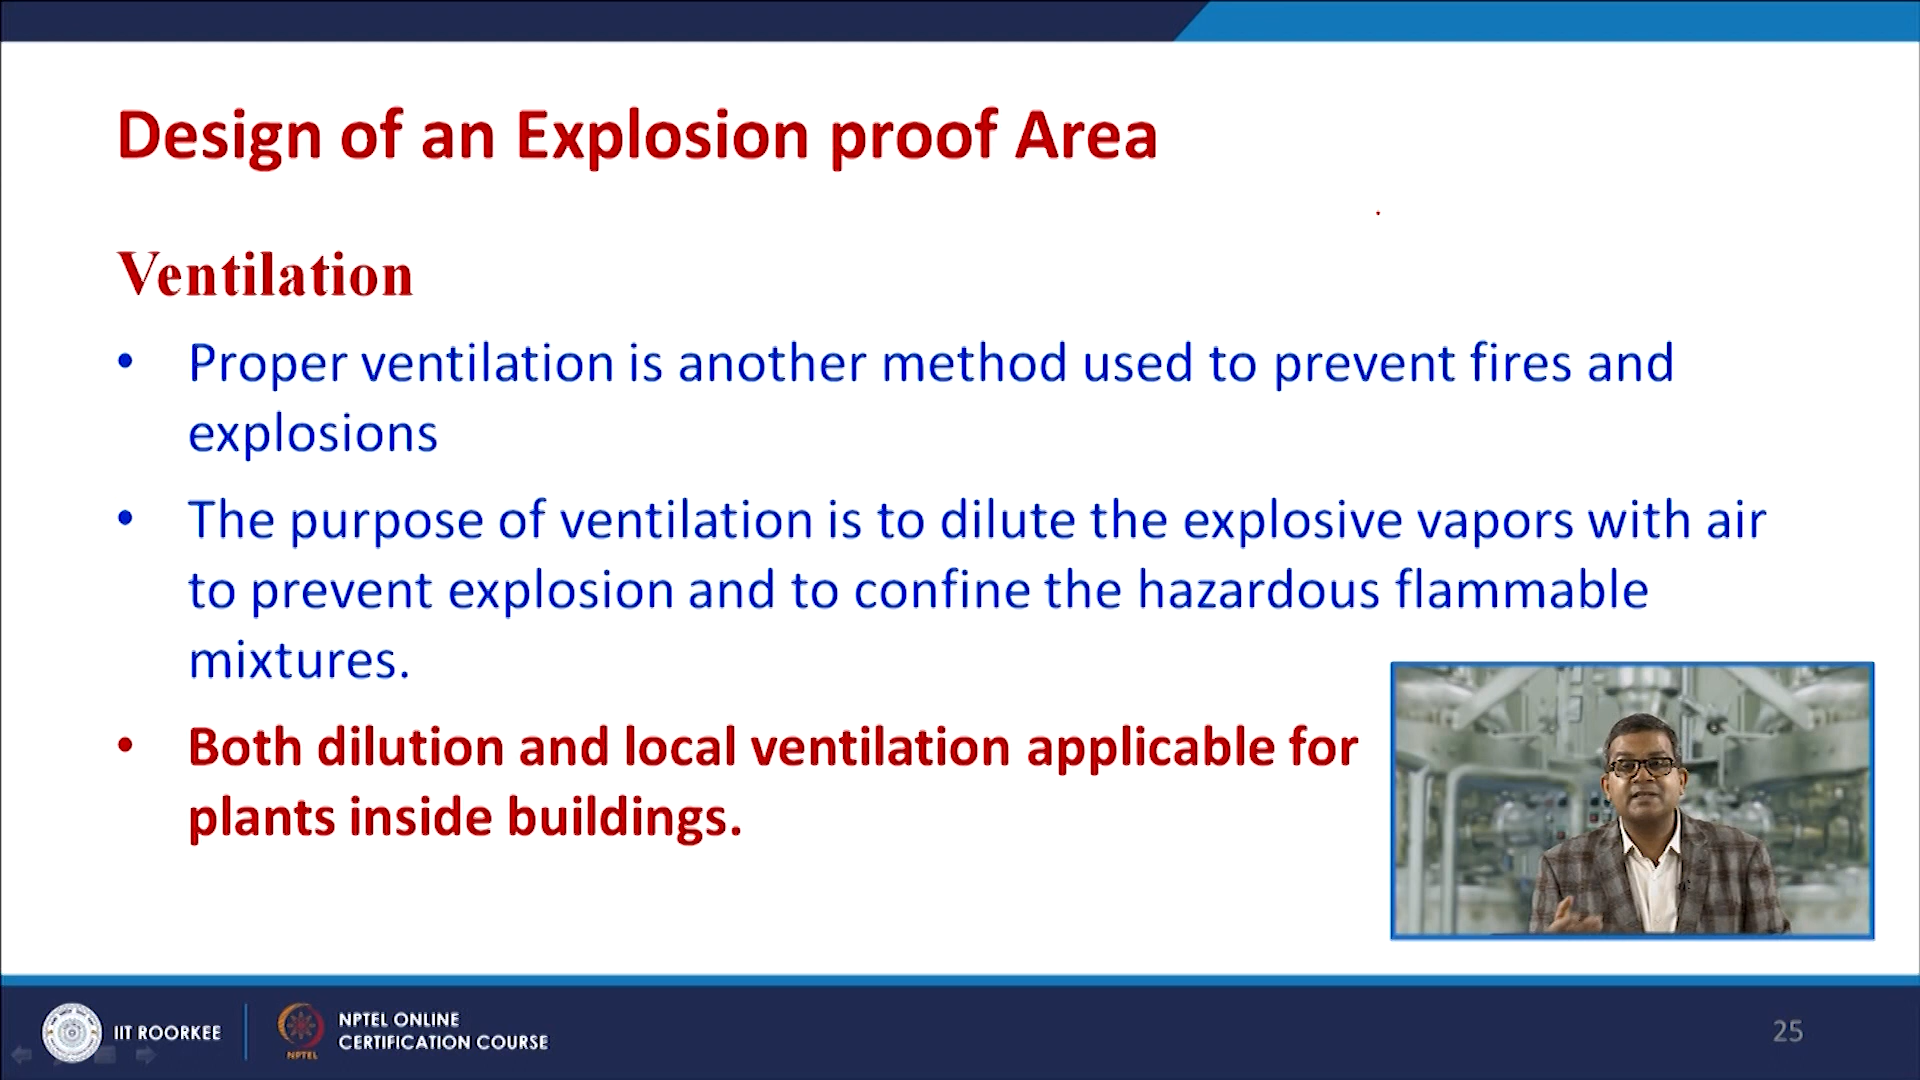 Design of an Explosion proof Area
Ventilation
• Proper ventilation is another method used to prevent fires and
explosions
• The purpose of ventilation is to dilute the explosive vapors with air
to prevent explosion and to confine the hazardous flammable
mixtures.
• Both dilution and local ventilation applicable for
plants inside buildings.
IIT ROORKEE
NPTEL
NPTEL ONLINE
CERTIFICATION COURSE
25